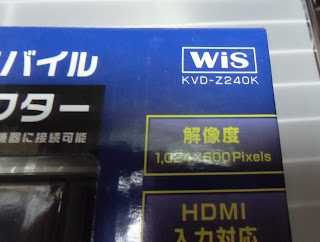 WiS
KVD-Z240K
バイル
クター
機器に接続可能
解像度
1,024×600 Pixels
HDMI
入力対応